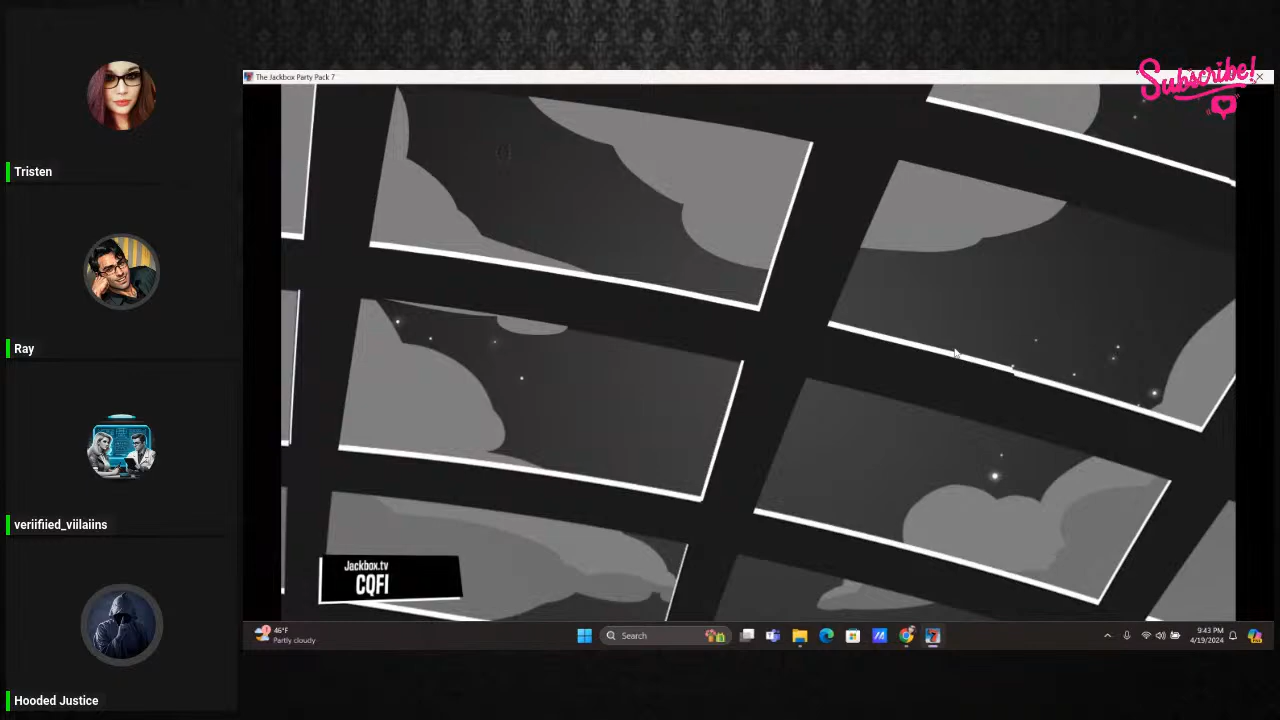 The Jackbox Party Pack 7
Subscribe!
Tristen
Ray
veriifiied_viilaiins
Hooded Justice
Jackbox.tv
CQFI
46°F
Partly cloudy
Search
9:43 PM
4/19/2024